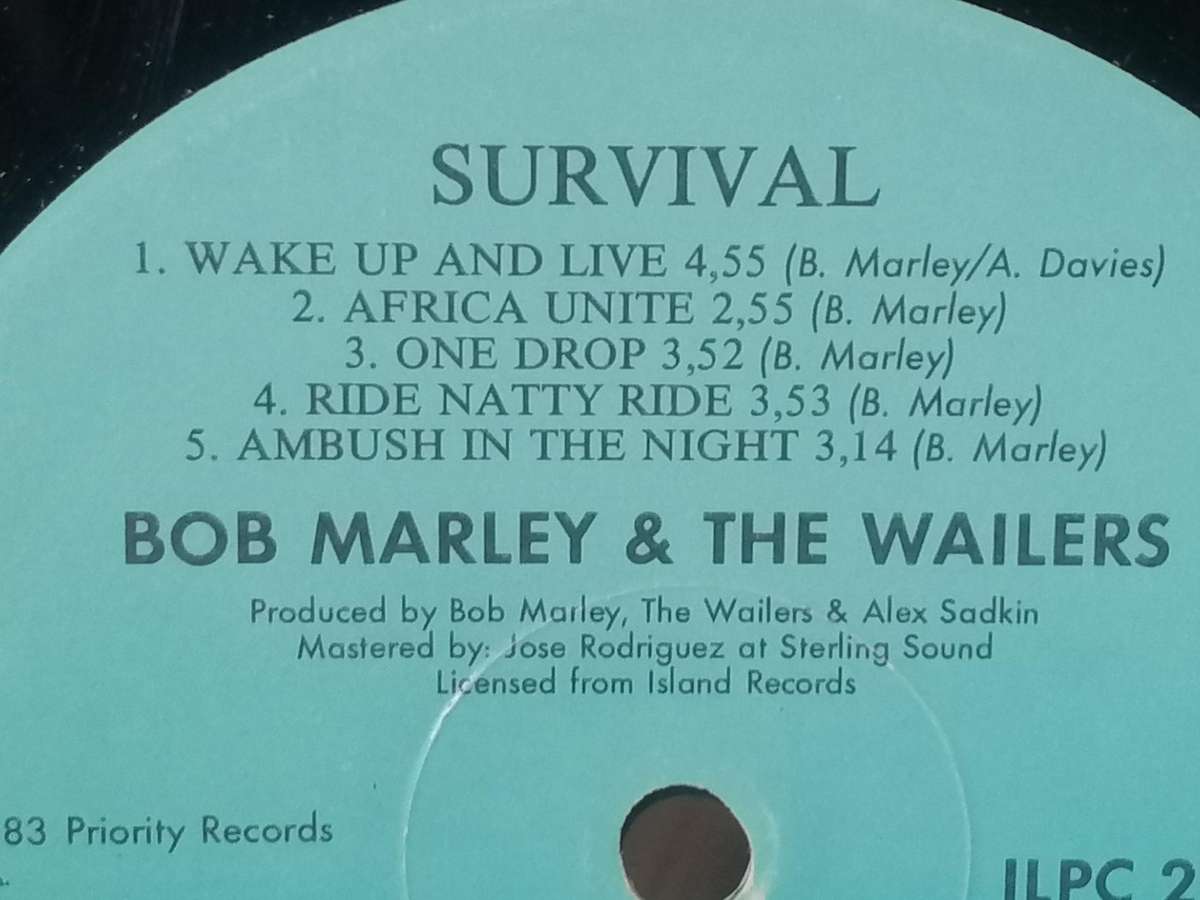 SURVIVAL
1. WAKE UP AND LIVE 4,55 (B. Marley/A. Davies)
2. AFRICA UNITE 2,55 (B. Marley)
3. ONE DROP 3,52 (B. Marley)
4. RIDE NATTY RIDE 3,53 (B. Marley)
5. AMBUSH IN THE NIGHT 3,14 (B. Marley)
BOB MARLEY & THE WAILERS
Produced by Bob Marley, The Wailers & Alex Sadkin
Mastered by: Jose Rodriguez at Sterling Sound
Licensed from Island Records
83 Priority Records
ILPC 2